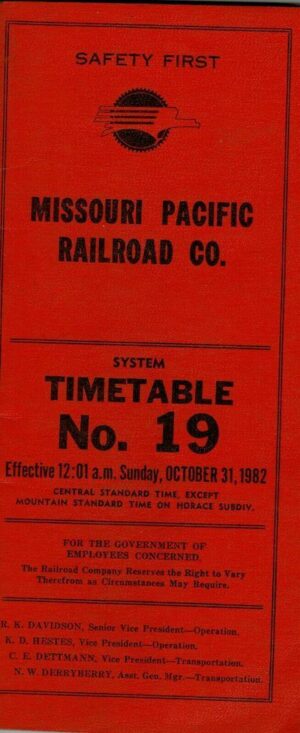 SAFETY FIRST
MISSOURI PACIFIC
RAILROAD CO.
SYSTEM
TIMETABLE
No. 19
Effective 12:01 a.m. Sunday, OCTOBER 31, 1982
CENTRAL STANDARD TIME, EXCEPT
MOUNTAIN STANDARD TIME ON HORACE SUBDIV.
FOR THE GOVERNMENT OF
EMPLOYEES CONCERNED.
The Railroad Company Reserves the Right to Vary
Therefrom as Circumstances May Require.
R. K. DAVIDSON, Senior Vice President—Operation.
K. D. HESTES, Vice President—Operation.
C. E. DETTMANN, Vice President—Transportation.
N. W. DERRYBERRY, Asst. Gen. Mgr.—Transportation.